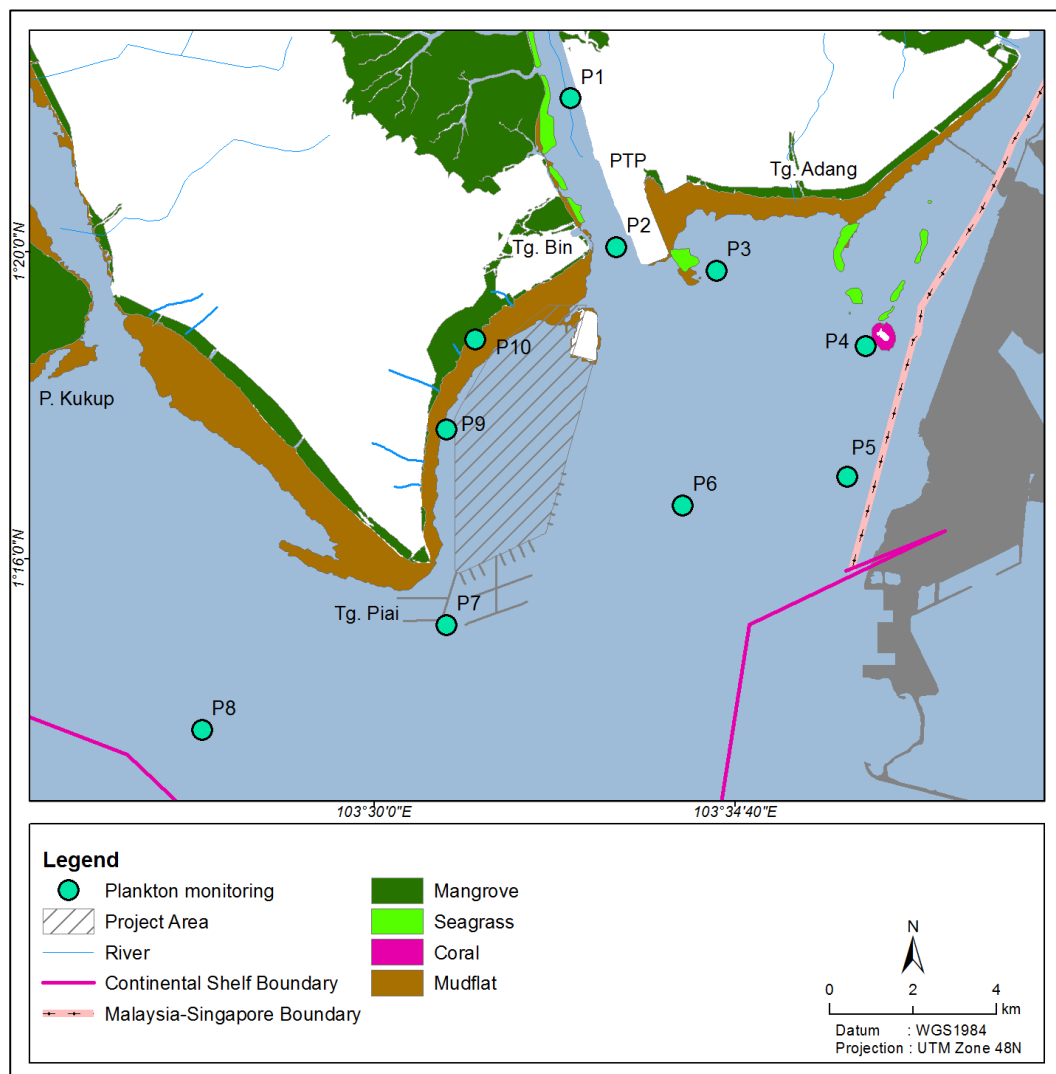 P1
PTP
Tg. Adang
P2
Tg. Bin
P3
1°20'0"N
P4
P10
P. Kukup
P9
P5
P6
1°16'0"N
Tg. Piai
P7
P8
103°30'0"E
103°34'40"E
Legend
Plankton monitoring
Project Area
River
Continental Shelf Boundary
Malaysia-Singapore Boundary
Mangrove
Seagrass
Coral
Mudflat
N
0 2 4
km
Datum : WGS1984
Projection : UTM Zone 48N